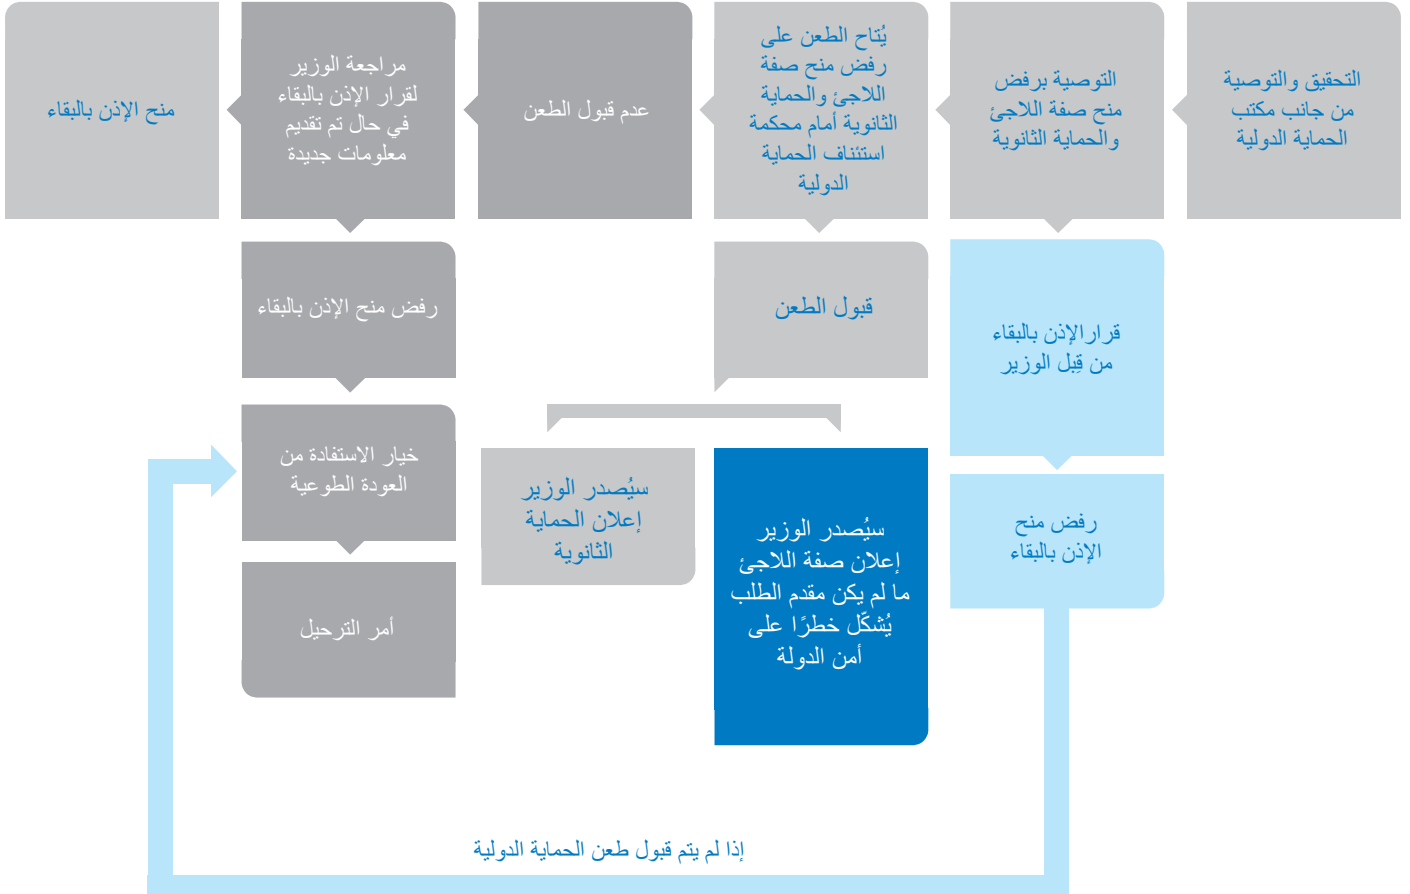 التحقيق والتوصية
من جانب مكتب
الحماية الدولية
التوصية برفض
منح صفة اللاجئ
والحماية الثانوية
يُتاح الطعن على
رفض منح صفة
اللاجئ والحماية
الثانوية أمام محكمة
استئناف الحماية
الدولية
عدم قبول الطعن
مراجعة الوزير
لقرار الإذن بالبقاء
في حال تم تقديم
معلومات جديدة
منح الإذن بالبقاء
قرارالإذن بالبقاء
من قِبل الوزير
قبول الطعن
رفض منح الإذن بالبقاء
رفض منح
الإذن بالبقاء
سيُصدر الوزير
إعلان صفة اللاجئ
ما لم يكن مقدم الطلب
يُشكّل خطرًا على
أمن الدولة
سيُصدر الوزير
إعلان الحماية
الثانوية
خيار الاستفادة من
العودة الطوعية
أمر الترحيل
إذا لم يتم قبول طعن الحماية الدولية